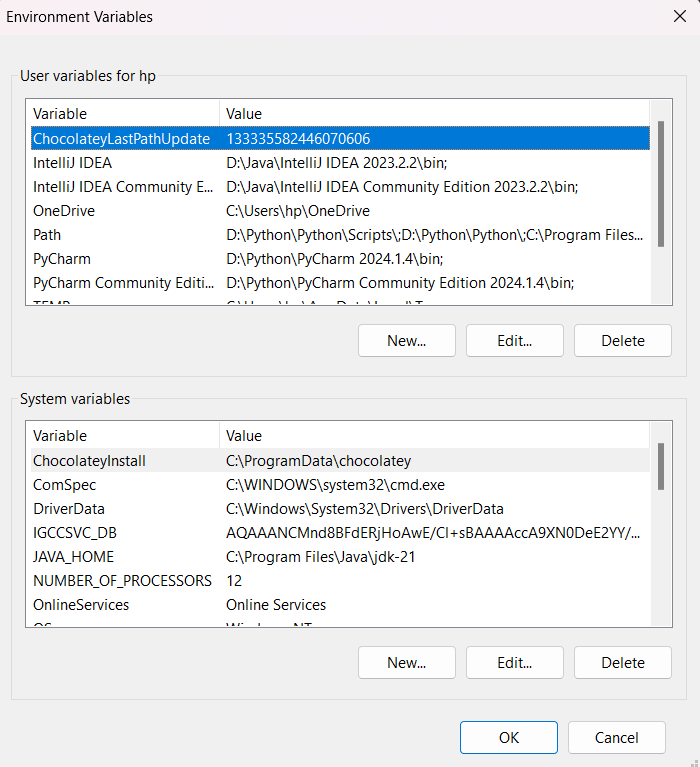 Environment Variables
User variables for hp
Variable Value
ChocolateyLastPathUpdate 133335582446070606
IntelliJ IDEA D:\Java\IntelliJ IDEA 2023.2.2\bin;
IntelliJ IDEA Community E... D:\Java\IntelliJ IDEA Community Edition 2023.2.2\bin;
OneDrive C:\Users\hp\OneDrive
Path D:\Python\Python\Scripts\;D:\Python\Python\;C:\Program Files...
PyCharm D:\Python\PyCharm 2024.1.4\bin;
PyCharm Community Editi... D:\Python\PyCharm Community Edition 2024.1.4\bin;
New... Edit... Delete
System variables
Variable Value
ChocolateyInstall C:\ProgramData\chocolatey
ComSpec C:\WINDOWS\system32\cmd.exe
DriverData C:\Windows\System32\Drivers\DriverData
IGCCSVC_DB AQAAANCMnd8BFdERjHoAwE/Cl+sBAAAAccA9XN0DeE2YY/...
JAVA_HOME C:\Program Files\Java\jdk-21
NUMBER_OF_PROCESSORS 12
OnlineServices Online Services
New... Edit... Delete
OK Cancel